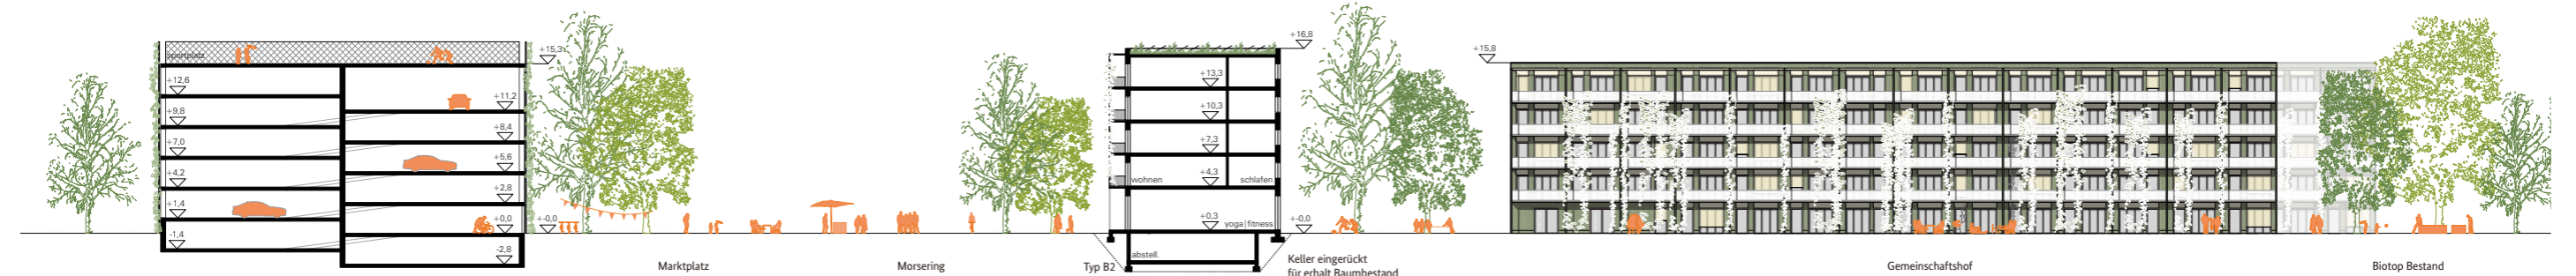 sportplatz
+15,3
+12,6
+11,2
+9,8
+8,4
+7,0
+5,6
+4,2
+2,8
+1,4
+0,0
+-0,0
-1,4
-2,8
Marktplatz
Morsering
Typ B2
+16,8
+13,3
+10,3
+7,3
+4,3
wohnen
schlafen
+0,3
yoga|fitness
abstell.
+-0,0
Keller eingerückt
für erhalt Baumbestand
+15,8
Gemeinschaftshof
Biotop Bestand